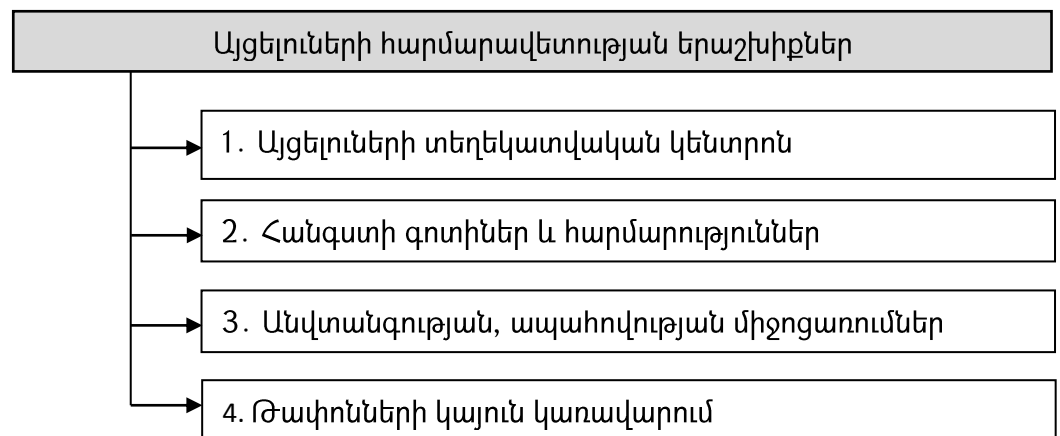 Այցելուների հարմարավետության երաշխիքներ
1. Այցելուների տեղեկատվական կենտրոն
2. Հանգստի գոտիներ և հարմարություններ
3. Անվտանգության, ապահովության միջոցառումներ
4. Թափոնների կայուն կառավարում